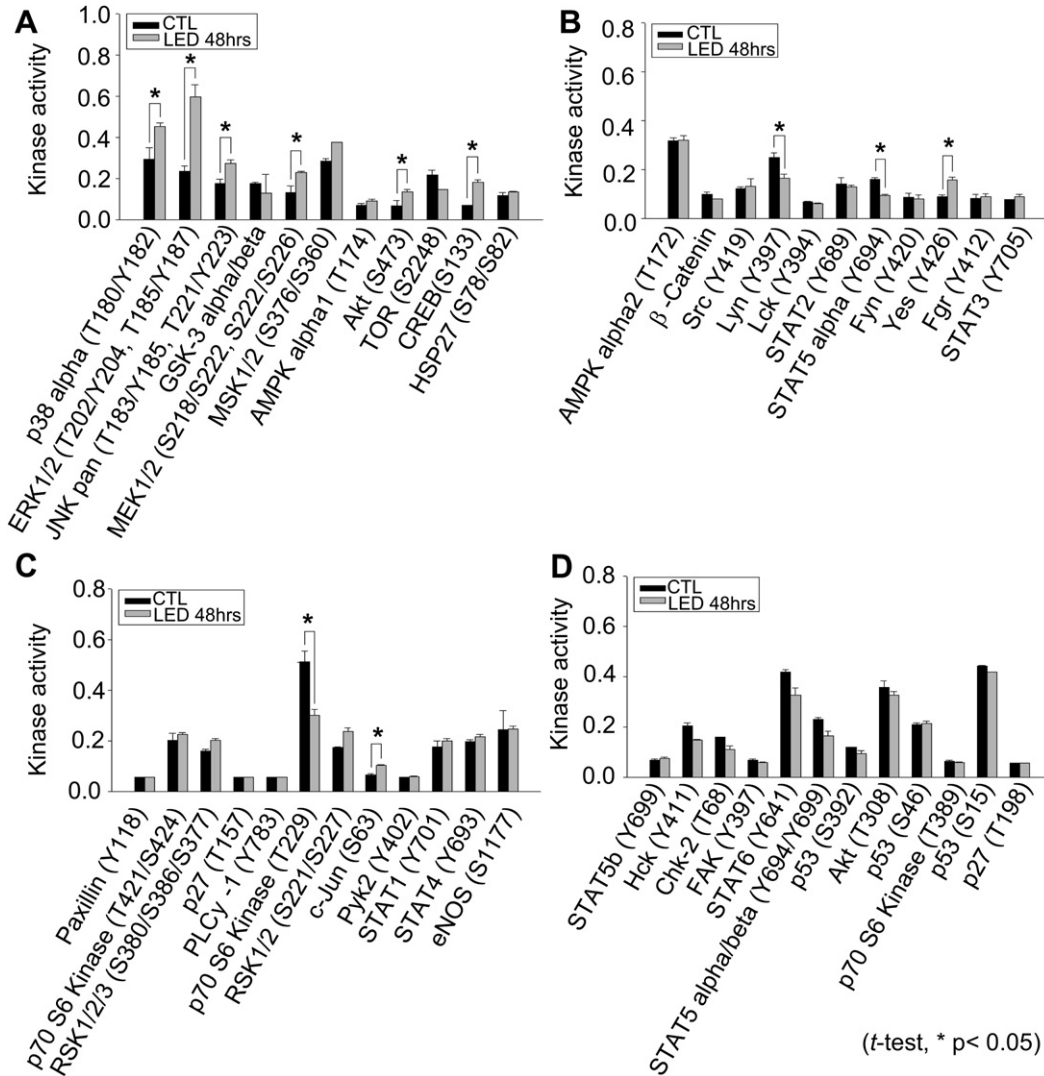 A
CTL
LED 48hrs
Kinase activity
1.0
0.8
0.6
0.4
0.2
0.0
*
*
*
*
*
*
p38 alpha (T180/Y182)
ERK1/2 (T202/Y204, T185/Y187)
JNK pan (T183/Y185, T221/Y223)
GSK-3 alpha/beta
MEK1/2 (S218/S222, S222/S226)
MSK1/2 (S376/S360)
AMPK alpha1 (T174)
Akt (S473)
TOR (S2248)
CREB(S133)
HSP27 (S78/S82)
B
CTL
LED 48hrs
Kinase activity
0.8
0.6
0.4
0.2
0.0
*
*
*
AMPK alpha2 (T172)
β-Catenin
Src (Y419)
Lyn (Y397)
Lck (Y394)
STAT2 (Y689)
STAT5 alpha (Y694)
Fyn (Y420)
Yes (Y426)
Fgr (Y412)
STAT3 (Y705)
C
CTL
LED 48hrs
Kinase activity
0.8
0.6
0.4
0.2
0.0
*
*
Paxillin (Y118)
p70 S6 Kinase (T421/S424)
RSK1/2/3 (S380/S386/S377)
p27 (T157)
PLCy -1 (Y783)
p70 S6 Kinase (T229)
RSK1/2 (S221/S227)
c-Jun (S63)
Pyk2 (Y402)
STAT1 (Y701)
STAT4 (Y693)
eNOS (S1177)
D
CTL
LED 48hrs
Kinase activity
0.8
0.6
0.4
0.2
0.0
STAT5b (Y699)
Hck (Y411)
Chk-2 (T68)
FAK (Y397)
STAT6 (Y641)
STAT5 alpha/beta (Y694/Y699)
p53 (S392)
Akt (T308)
p53 (S46)
p70 S6 Kinase (T389)
p53 (S15)
p27 (T198)
(t-test, * p< 0.05)